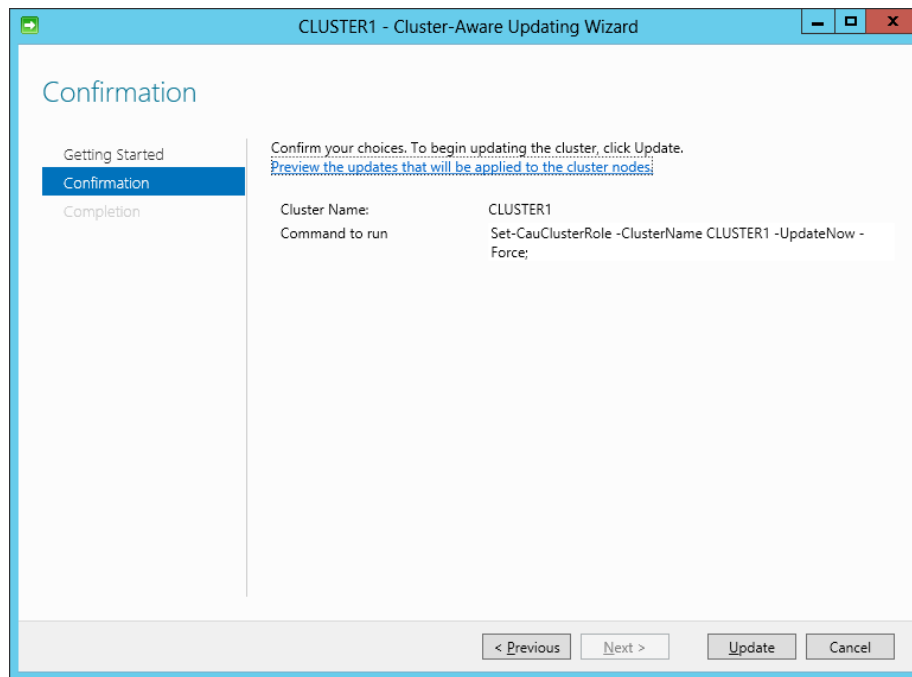 CLUSTER1 - Cluster-Aware Updating Wizard
Confirmation
Getting Started
Confirmation
Completion
Confirm your choices. To begin updating the cluster, click Update.
Preview the updates that will be applied to the cluster nodes.
Cluster Name: CLUSTER1
Command to run Set-CauClusterRole -ClusterName CLUSTER1 -UpdateNow -
Force;
< Previous Next > Update Cancel